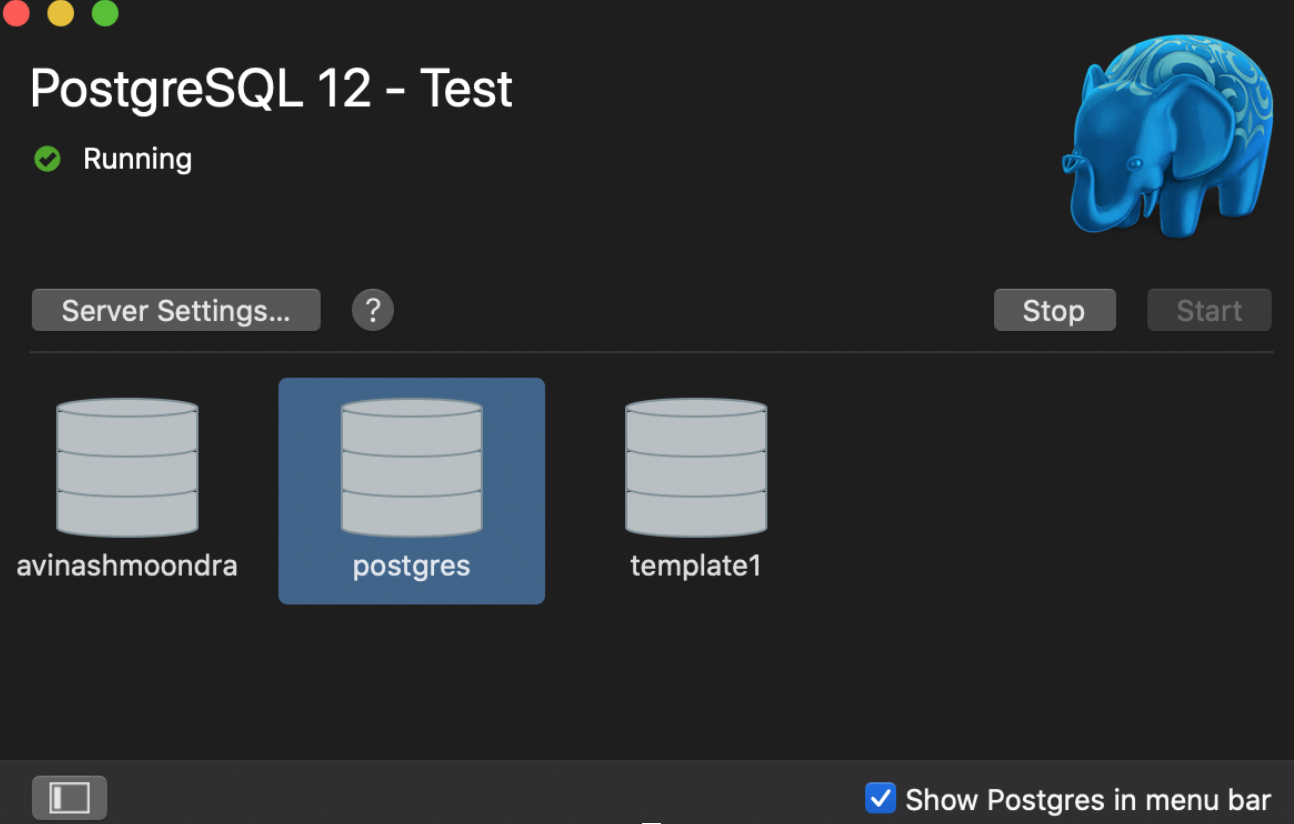 PostgreSQL 12 - Test
Running
Server Settings...
?
Stop
Start
avinashmoondra
postgres
template1
Show Postgres in menu bar